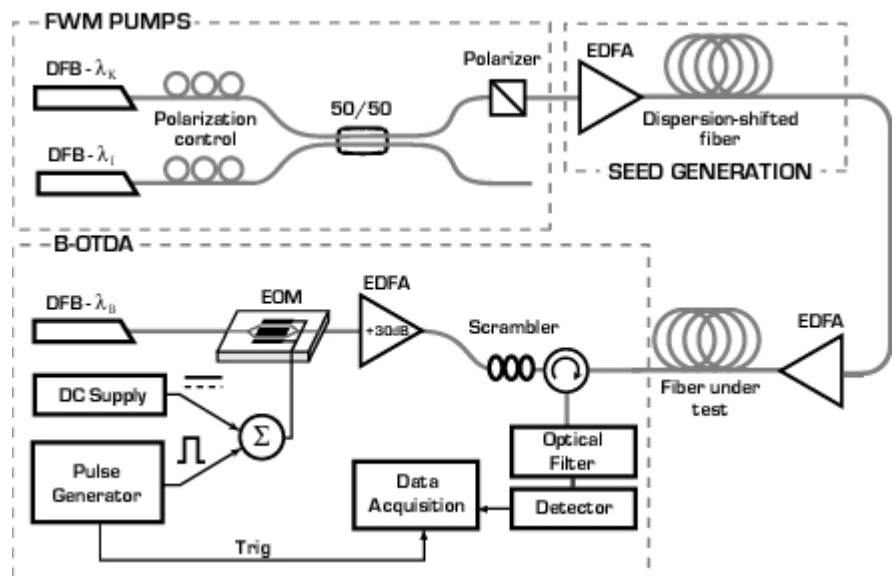 FWM PUMPS
DFB - λK
Polarization
control
DFB - λI
50/50
Polarizer
EDFA
Dispersion-shifted
fiber
SEED GENERATION
B-OTDA
DFB - λB
EOM
EDFA
+30dB
Scrambler
Fiber under
test
EDFA
DC Supply
Σ
Pulse
Generator
Trig
Data
Acquisition
Optical
Filter
Detector